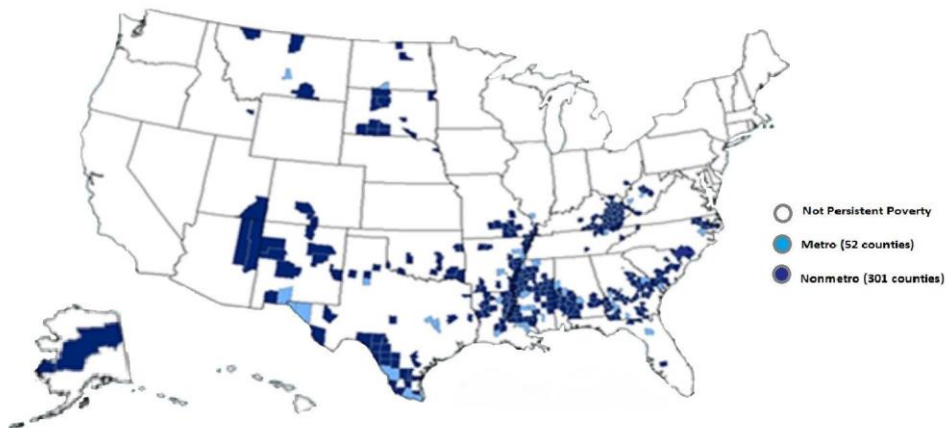 Not Persistent Poverty
Metro (52 counties)
Nonmetro (301 counties)